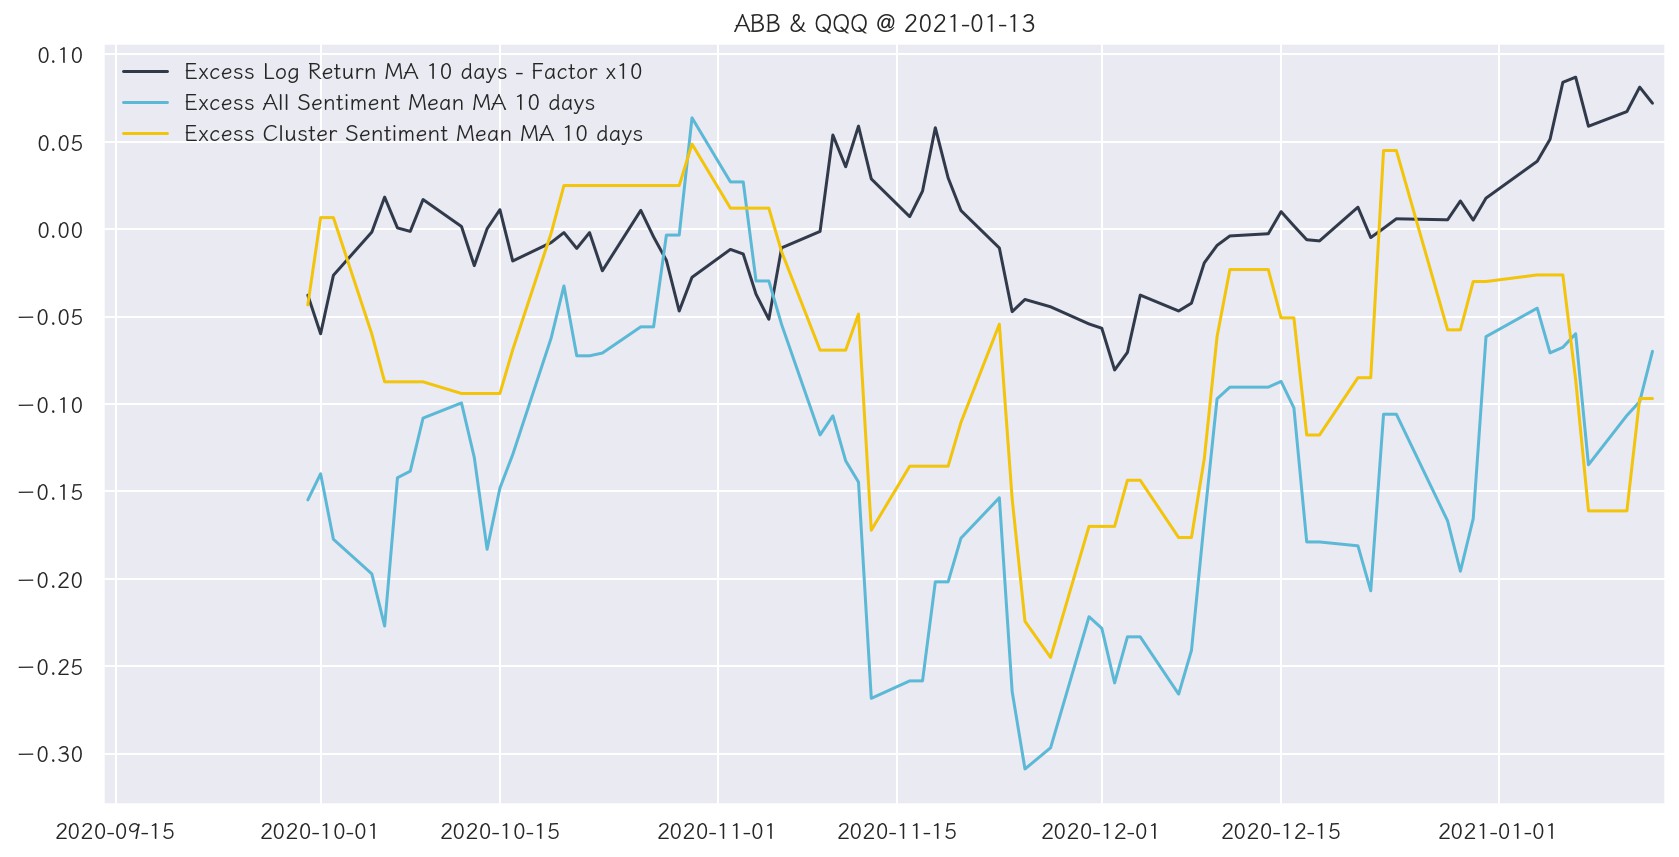 ABB & QQQ @ 2021-01-13
Excess Log Return MA 10 days - Factor x10
Excess All Sentiment Mean MA 10 days
Excess Cluster Sentiment Mean MA 10 days
0.10
0.05
0.00
−0.05
−0.10
−0.15
−0.20
−0.25
−0.30
2020-09-15 2020-10-01 2020-10-15 2020-11-01 2020-11-15 2020-12-01 2020-12-15 2021-01-01